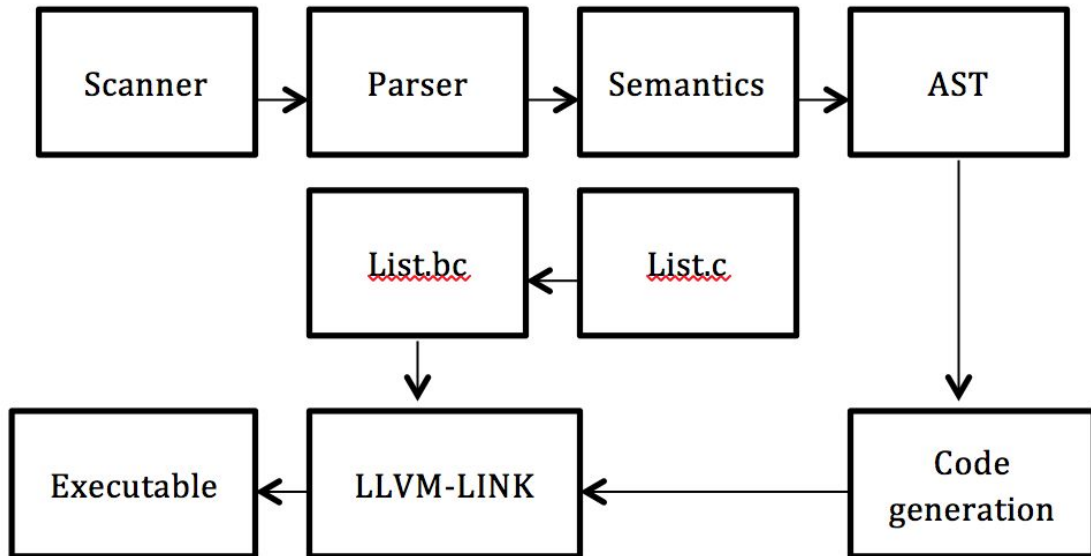 Scanner
Parser
Semantics
AST
List.bc
List.c
Executable
LLVM-LINK
Code
generation